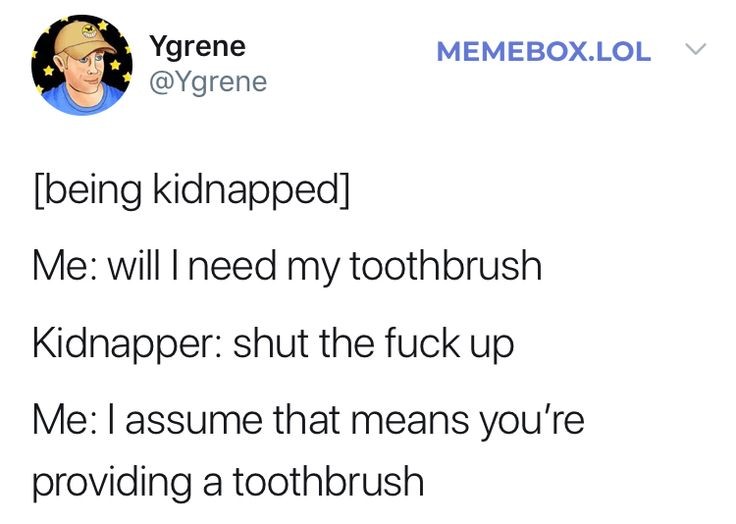 Ygrene
@Ygrene
MEMEBOX.LOL
[being kidnapped]
Me: will I need my toothbrush
Kidnapper: shut the fuck up
Me: I assume that means you're
providing a toothbrush